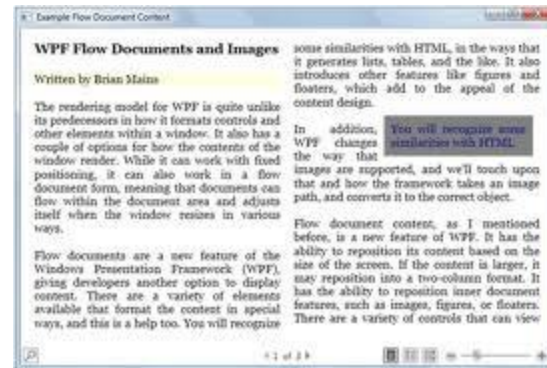 Example Flow Document Content
WPF Flow Documents and Images
Written by Brian Mains
The rendering model for WPF is quite unlike
its predecessors in how it formats controls and
other elements within a window. It also has a
couple of options for how the contents of the
window render. While it can work with fixed
positioning, it can also work in a flow
document form, meaning that documents can
flow within the document area and adjusts
itself when the window resizes in various
ways.
Flow documents are a new feature of the
Windows Presentation Framework (WPF),
giving developers another option to display
content. There are a variety of elements
available that format the content in special
ways, and this is a help too. You will recognize
some similarities with HTML, in the ways that
it generates lists, tables, and the like. It also
introduces other features like figures and
floaters, which add to the appeal of the
content design.
In addition,
WPF changes
the way that
You will recognize some
similarities with HTML
images are supported, and we'll touch upon
that and how the framework takes an image
path, and converts it to the correct object.
Flow document content, as I mentioned
before, is a new feature of WPF. It has the
ability to reposition its content based on the
size of the screen. If the content is larger, it
may reposition into a two-column format. It
has the ability to reposition inner document
features, such as images, figures, or floaters.
There are a variety of controls that can view
1 of 3